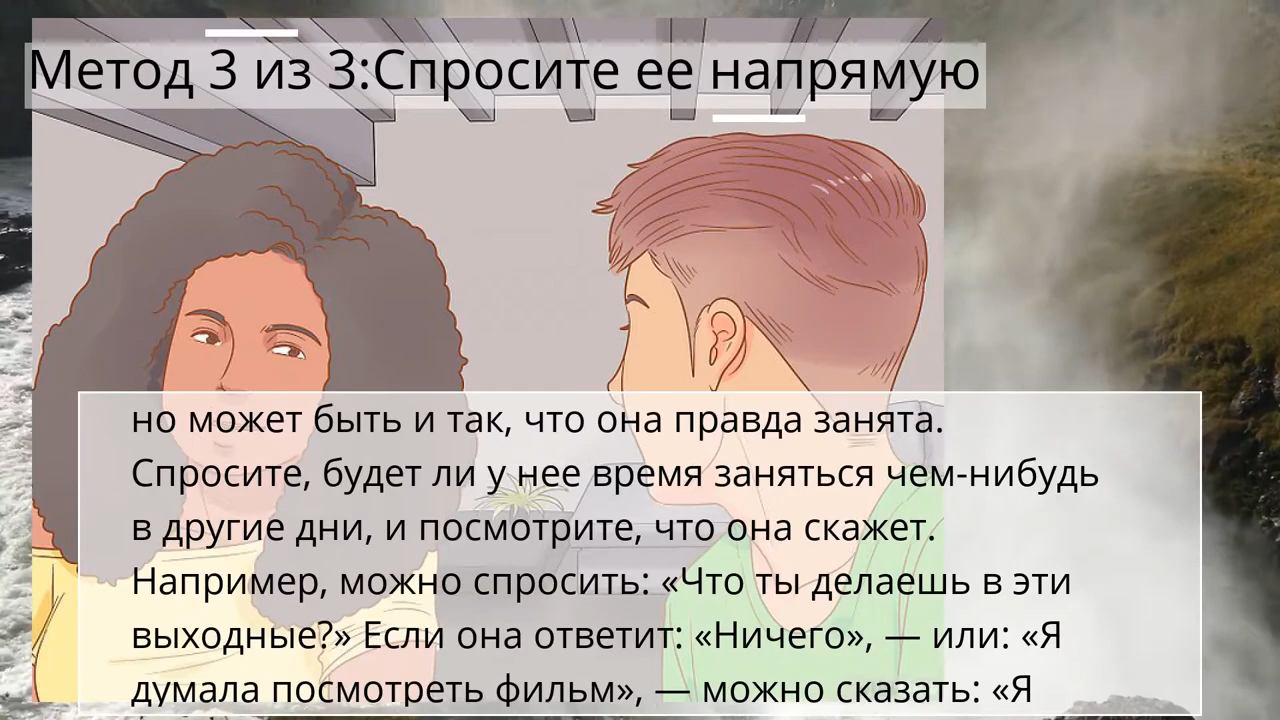 Метод 3 из 3:Спросите ее напрямую
но может быть и так, что она правда занята.
Спросите, будет ли у нее время заняться чем-нибудь
в другие дни, и посмотрите, что она скажет.
Например, можно спросить: «Что ты делаешь в эти
выходные?» Если она ответит: «Ничего», — или: «Я
думала посмотреть фильм», — можно сказать: «Я